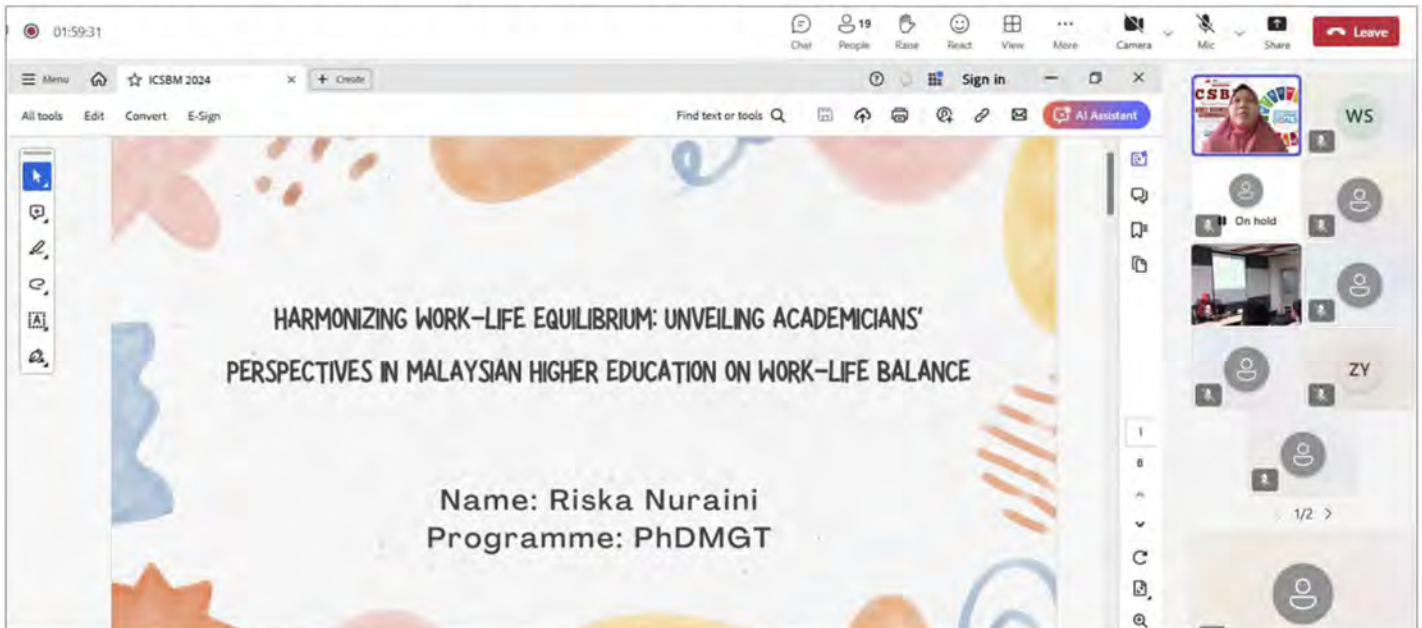 01:59:31
Chat
19
People
Raise
React
View
More
Camera
Mic
Share
Leave
Menu
ICSBM 2024
+ Create
Sign in
All tools
Edit
Convert
E-Sign
Find text or tools
AI Assistant
CSB
WS
On hold
ZY
1/2
HARMONIZING WORK-LIFE EQUILIBRIUM: UNVEILING ACADEMICIANS'
PERSPECTIVES IN MALAYSIAN HIGHER EDUCATION ON WORK-LIFE BALANCE
Name: Riska Nuraini
Programme: PhDMGT
1